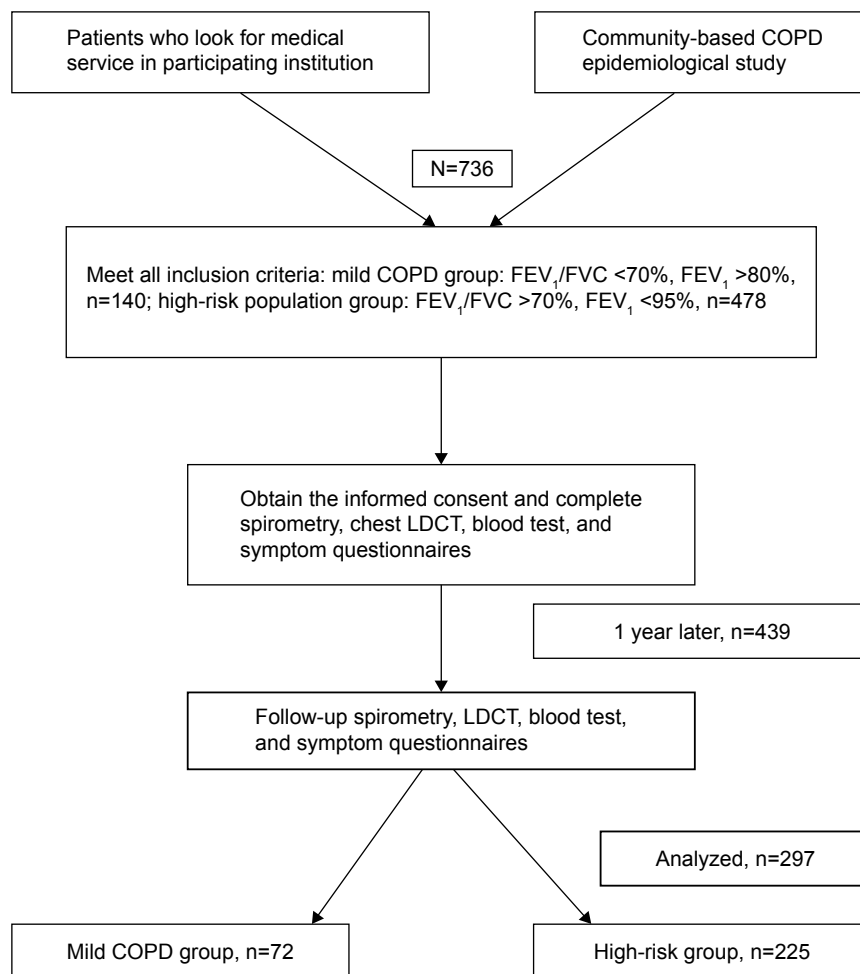 Patients who look for medical
service in participating institution
Community-based COPD
epidemiological study
N=736
Meet all inclusion criteria: mild COPD group: FEV₁/FVC <70%, FEV₁ >80%,
n=140; high-risk population group: FEV₁/FVC >70%, FEV₁ <95%, n=478
Obtain the informed consent and complete
spirometry, chest LDCT, blood test, and
symptom questionnaires
1 year later, n=439
Follow-up spirometry, LDCT, blood test,
and symptom questionnaires
Analyzed, n=297
Mild COPD group, n=72
High-risk group, n=225